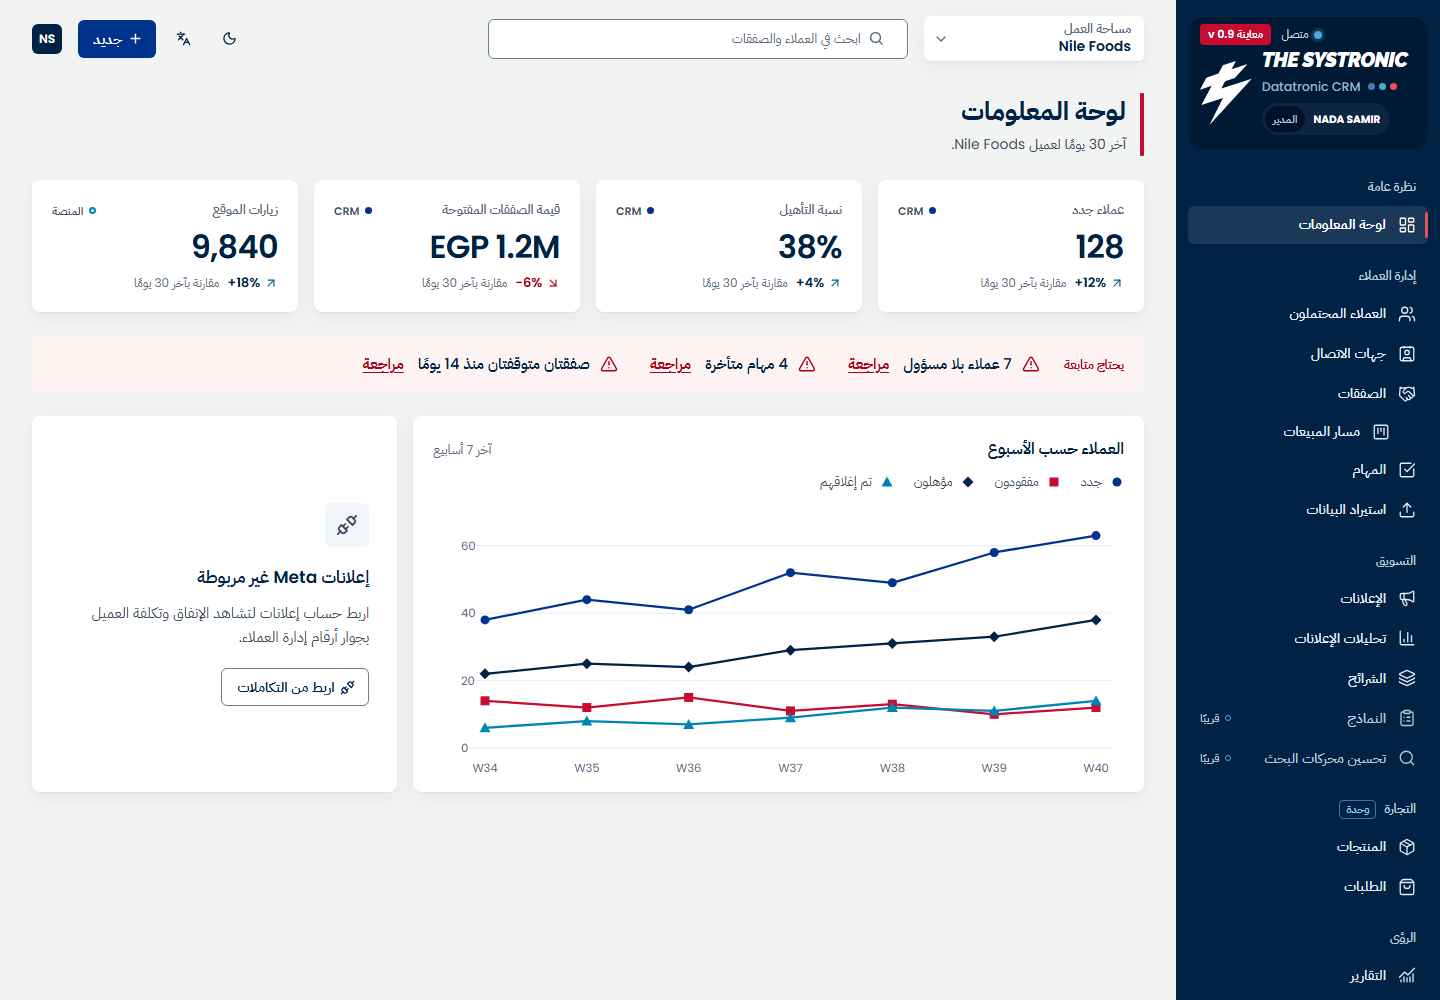 متصل
معاينة v 0.9
THE SYSTRONIC
Datatronic CRM
NADA SAMIR
المدير
نظرة عامة
لوحة المعلومات
إدارة العملاء
العملاء المحتملون
جهات الاتصال
الصفقات
مسار المبيعات
المهام
استيراد البيانات
التسويق
الإعلانات
تحليلات الإعلانات
الشرائح
النماذج
قريبًا
تحسين محركات البحث
قريبًا
التجارة
وحدة
المنتجات
الطلبات
الرؤى
التقارير
مساحة العمل
Nile Foods
ابحث في العملاء والصفقات
جديد
NS
لوحة المعلومات
آخر 30 يومًا لعميل Nile Foods.
عملاء جدد
CRM
128
+12% مقارنة بآخر 30 يومًا
نسبة التأهيل
CRM
38%
+4% مقارنة بآخر 30 يومًا
قيمة الصفقات المفتوحة
CRM
EGP 1.2M
-6% مقارنة بآخر 30 يومًا
زيارات الموقع
المنصة
9,840
+18% مقارنة بآخر 30 يومًا
يحتاج متابعة
7 عملاء بلا مسؤول مراجعة
4 مهام متأخرة مراجعة
صفقتان متوقفتان منذ 14 يومًا مراجعة
العملاء حسب الأسبوع
آخر 7 أسابيع
جدد
مفقودون
مؤهلون
تم إغلاقهم
60
40
20
0
W34 W35 W36 W37 W38 W39 W40
إعلانات Meta غير مربوطة
اربط حساب إعلانات لتشاهد الإنفاق وتكلفة العميل
بجوار أرقام إدارة العملاء.
اربط من التكاملات